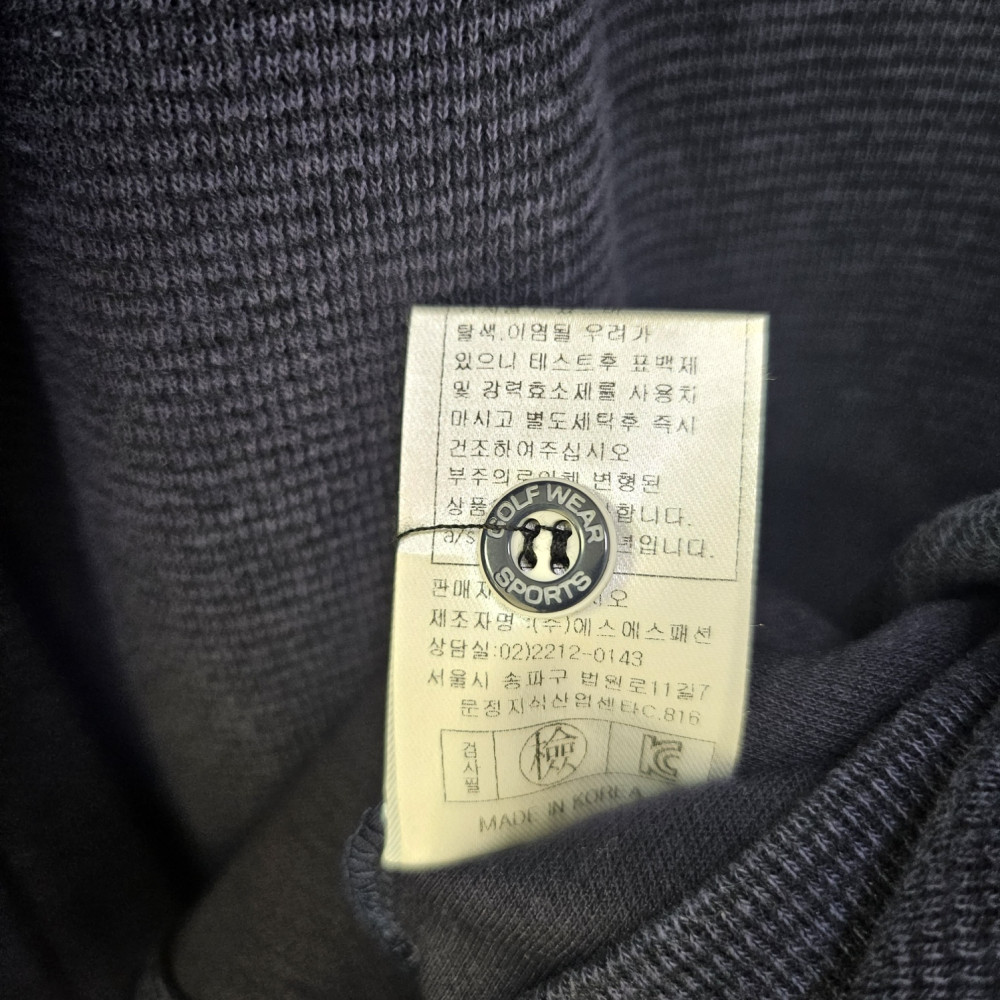 탈색.이염될 우려가
있으니 테스트후 표백제
및 강력효소제를 사용치
마시고 별도세탁후 즉시
건조하여주십시오
부주의로인해 변형된
상품 합니다.
a/s 년입니다.
GOLF WEAR
SPORTS
판매자 오
제조자명 :(주)에스에스패션
상담실:02)2212-0143
서울시 송파구 법원로11길7
문정지식산업센타C.816
검사필 檢 KC
MADE IN KOREA